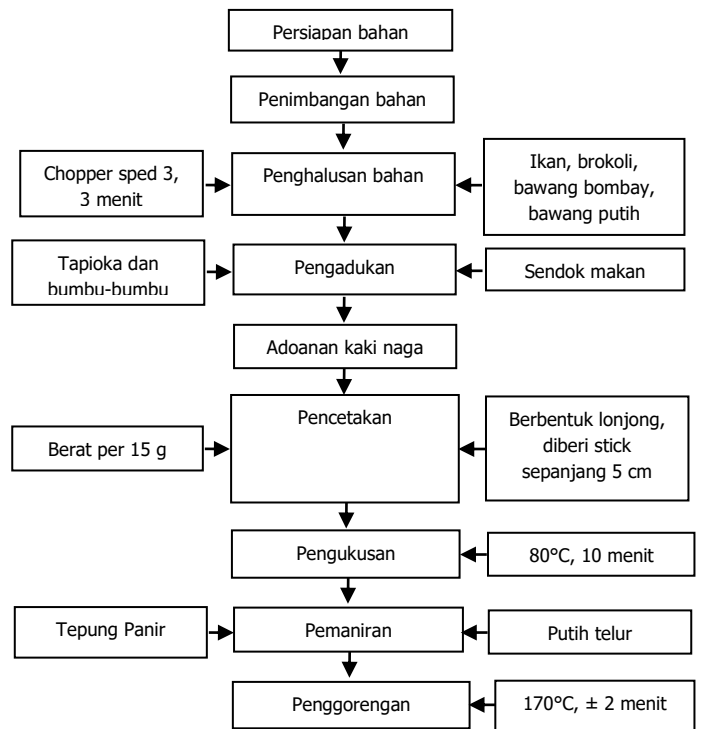 Persiapan bahan
Penimbangan bahan
Chopper sped 3,
3 menit
Penghalusan bahan
Ikan, brokoli,
bawang bombay,
bawang putih
Tapioka dan
bumbu-bumbu
Pengadukan
Sendok makan
Adoanan kaki naga
Pencetakan
Berat per 15 g
Berbentuk lonjong,
diberi stick
sepanjang 5 cm
Pengukusan
80°C, 10 menit
Tepung Panir
Pemaniran
Putih telur
Penggorengan
170°C, ± 2 menit